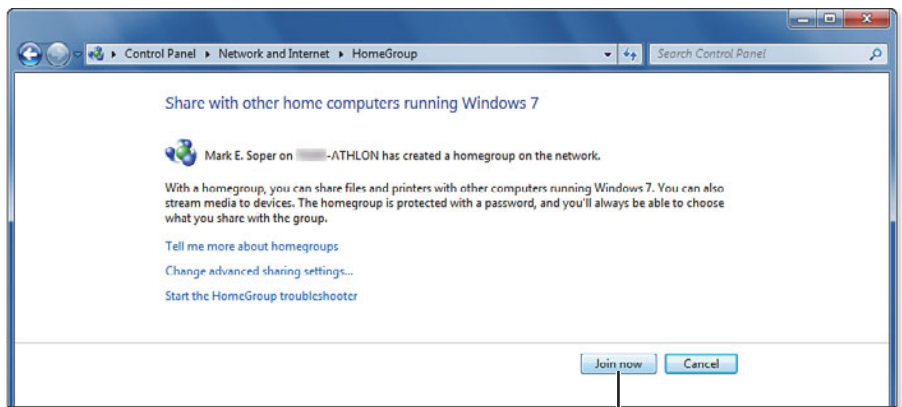 Control Panel ▸ Network and Internet ▸ HomeGroup
Search Control Panel
Share with other home computers running Windows 7
Mark E. Soper on -ATHLON has created a homegroup on the network.
With a homegroup, you can share files and printers with other computers running Windows 7. You can also
stream media to devices. The homegroup is protected with a password, and you'll always be able to choose
what you share with the group.
Tell me more about homegroups
Change advanced sharing settings...
Start the HomeGroup troubleshooter
Join now
Cancel